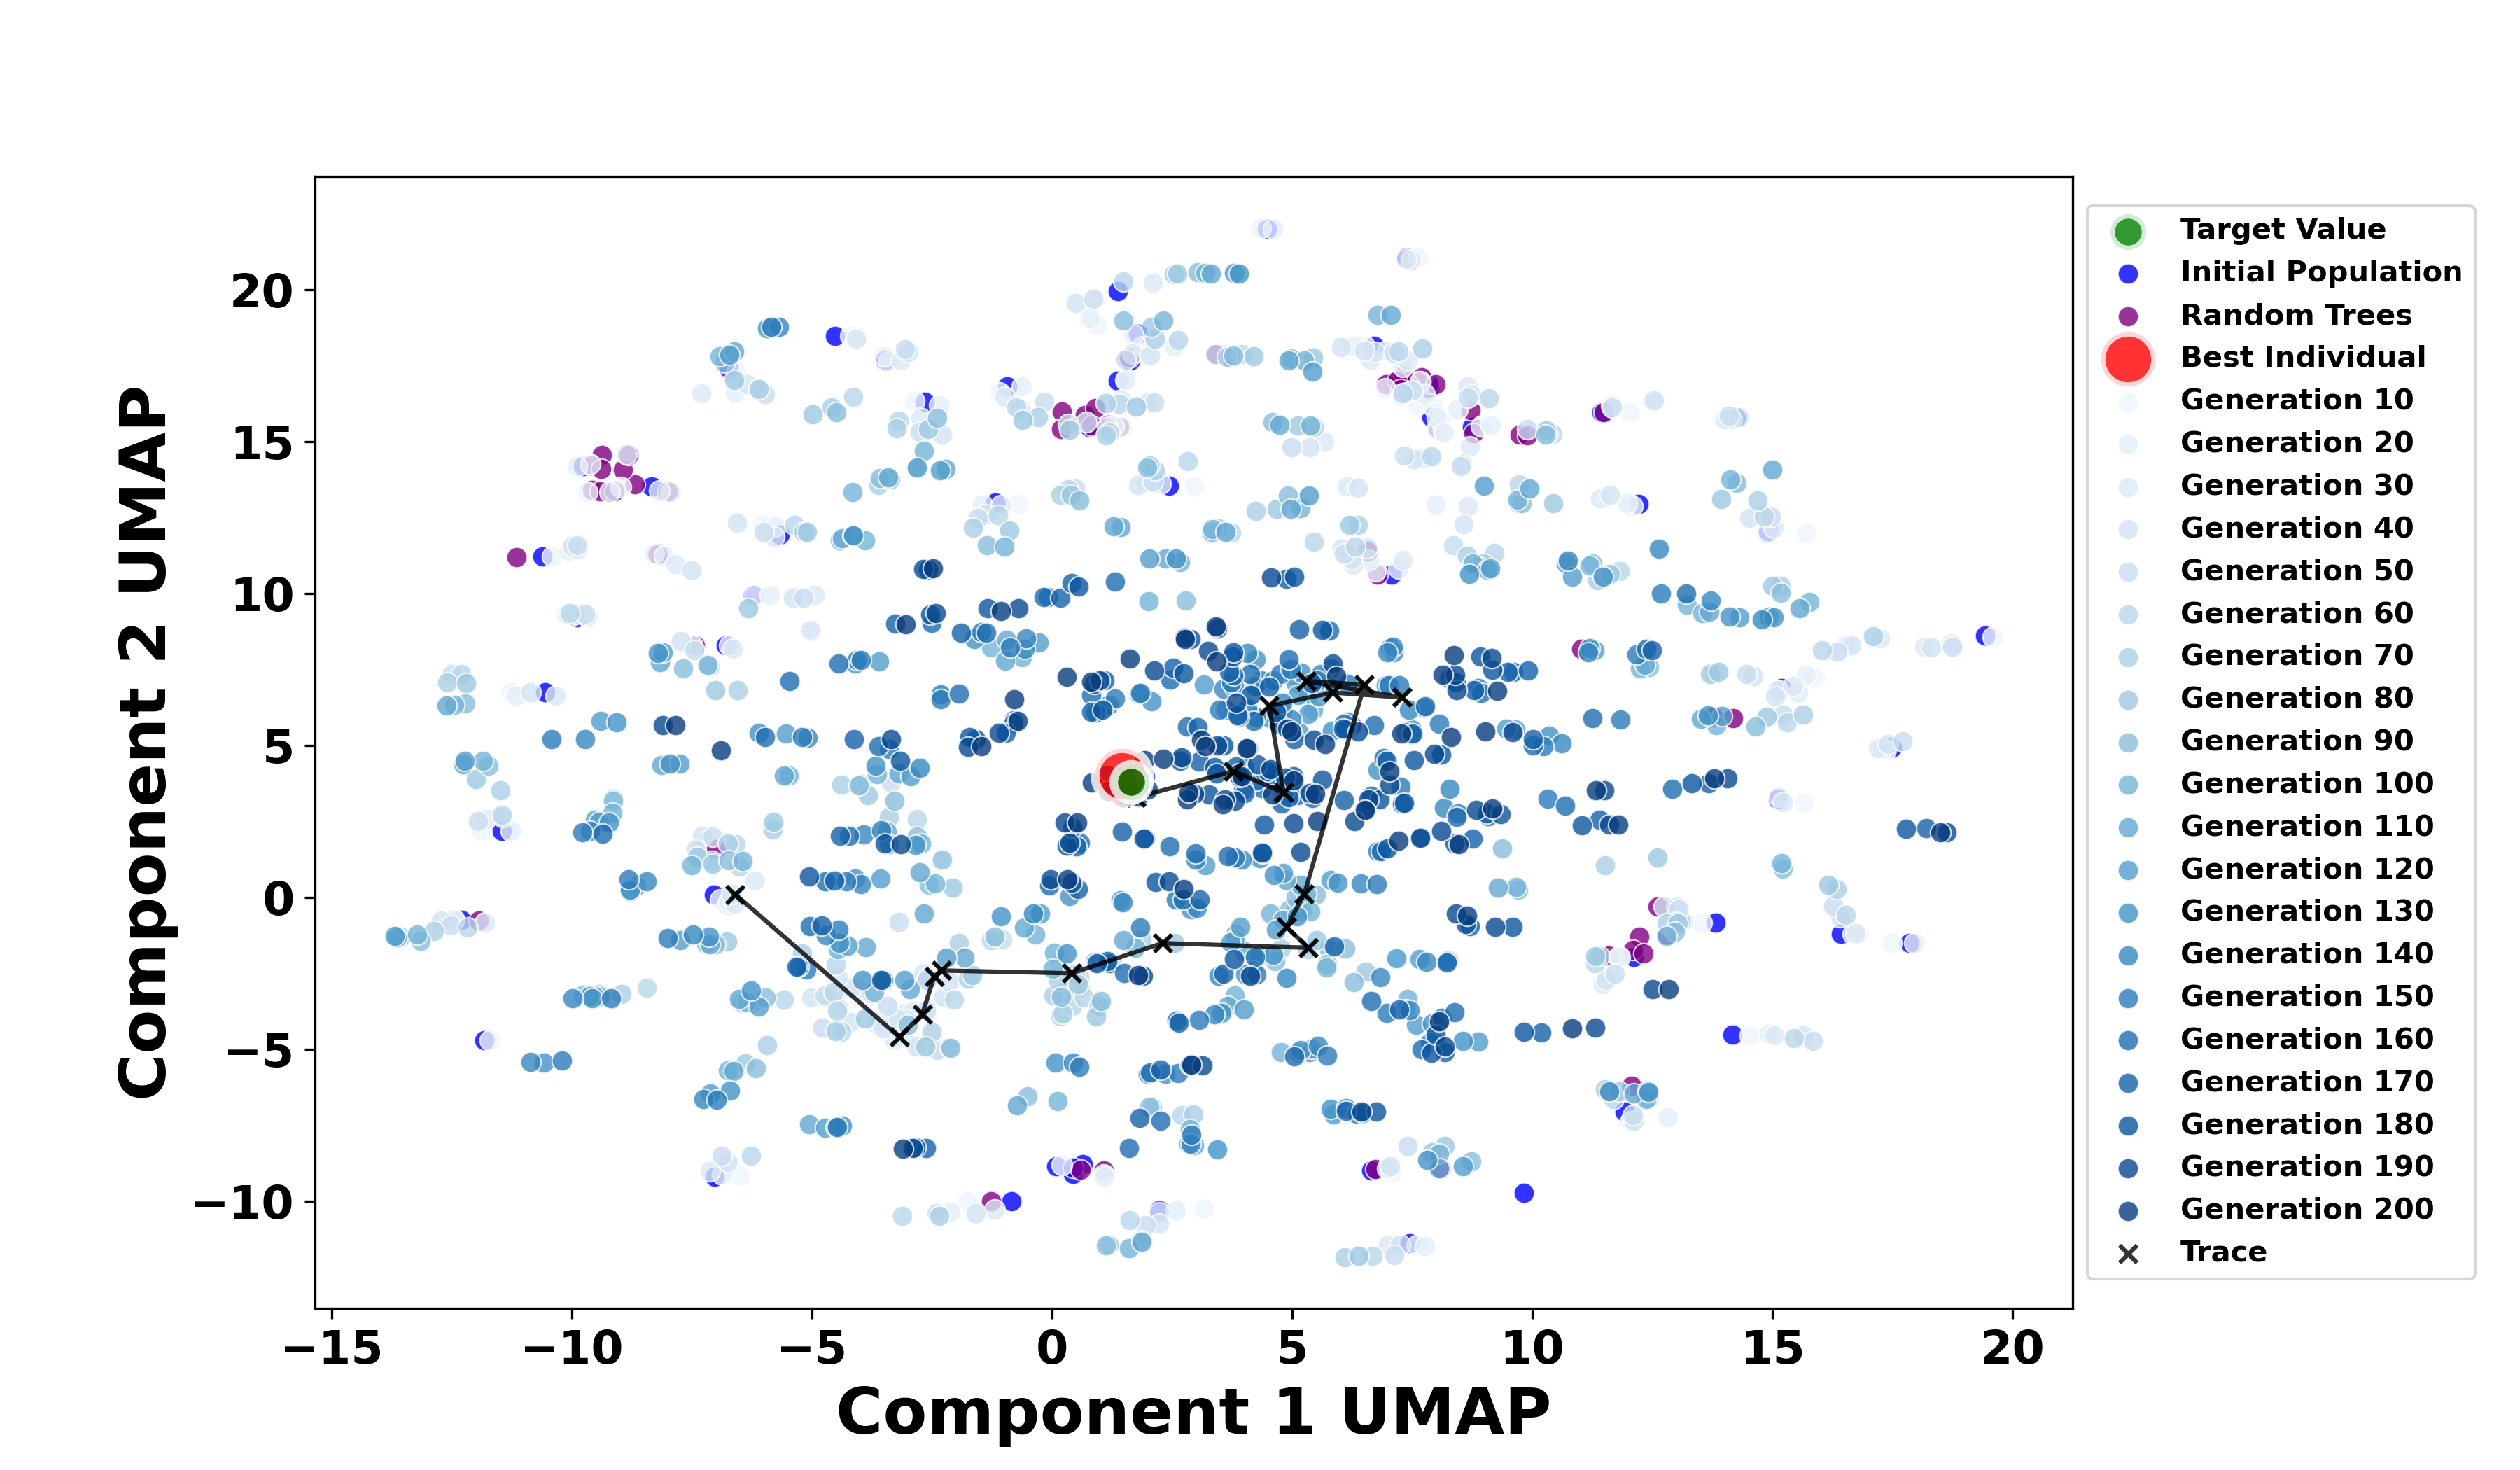 20
15
10
5
0
−5
−10
Component 2 UMAP
−15
−10
−5
0
5
10
15
20
Component 1 UMAP
Target Value
Initial Population
Random Trees
Best Individual
Generation 10
Generation 20
Generation 30
Generation 40
Generation 50
Generation 60
Generation 70
Generation 80
Generation 90
Generation 100
Generation 110
Generation 120
Generation 130
Generation 140
Generation 150
Generation 160
Generation 170
Generation 180
Generation 190
Generation 200
Trace